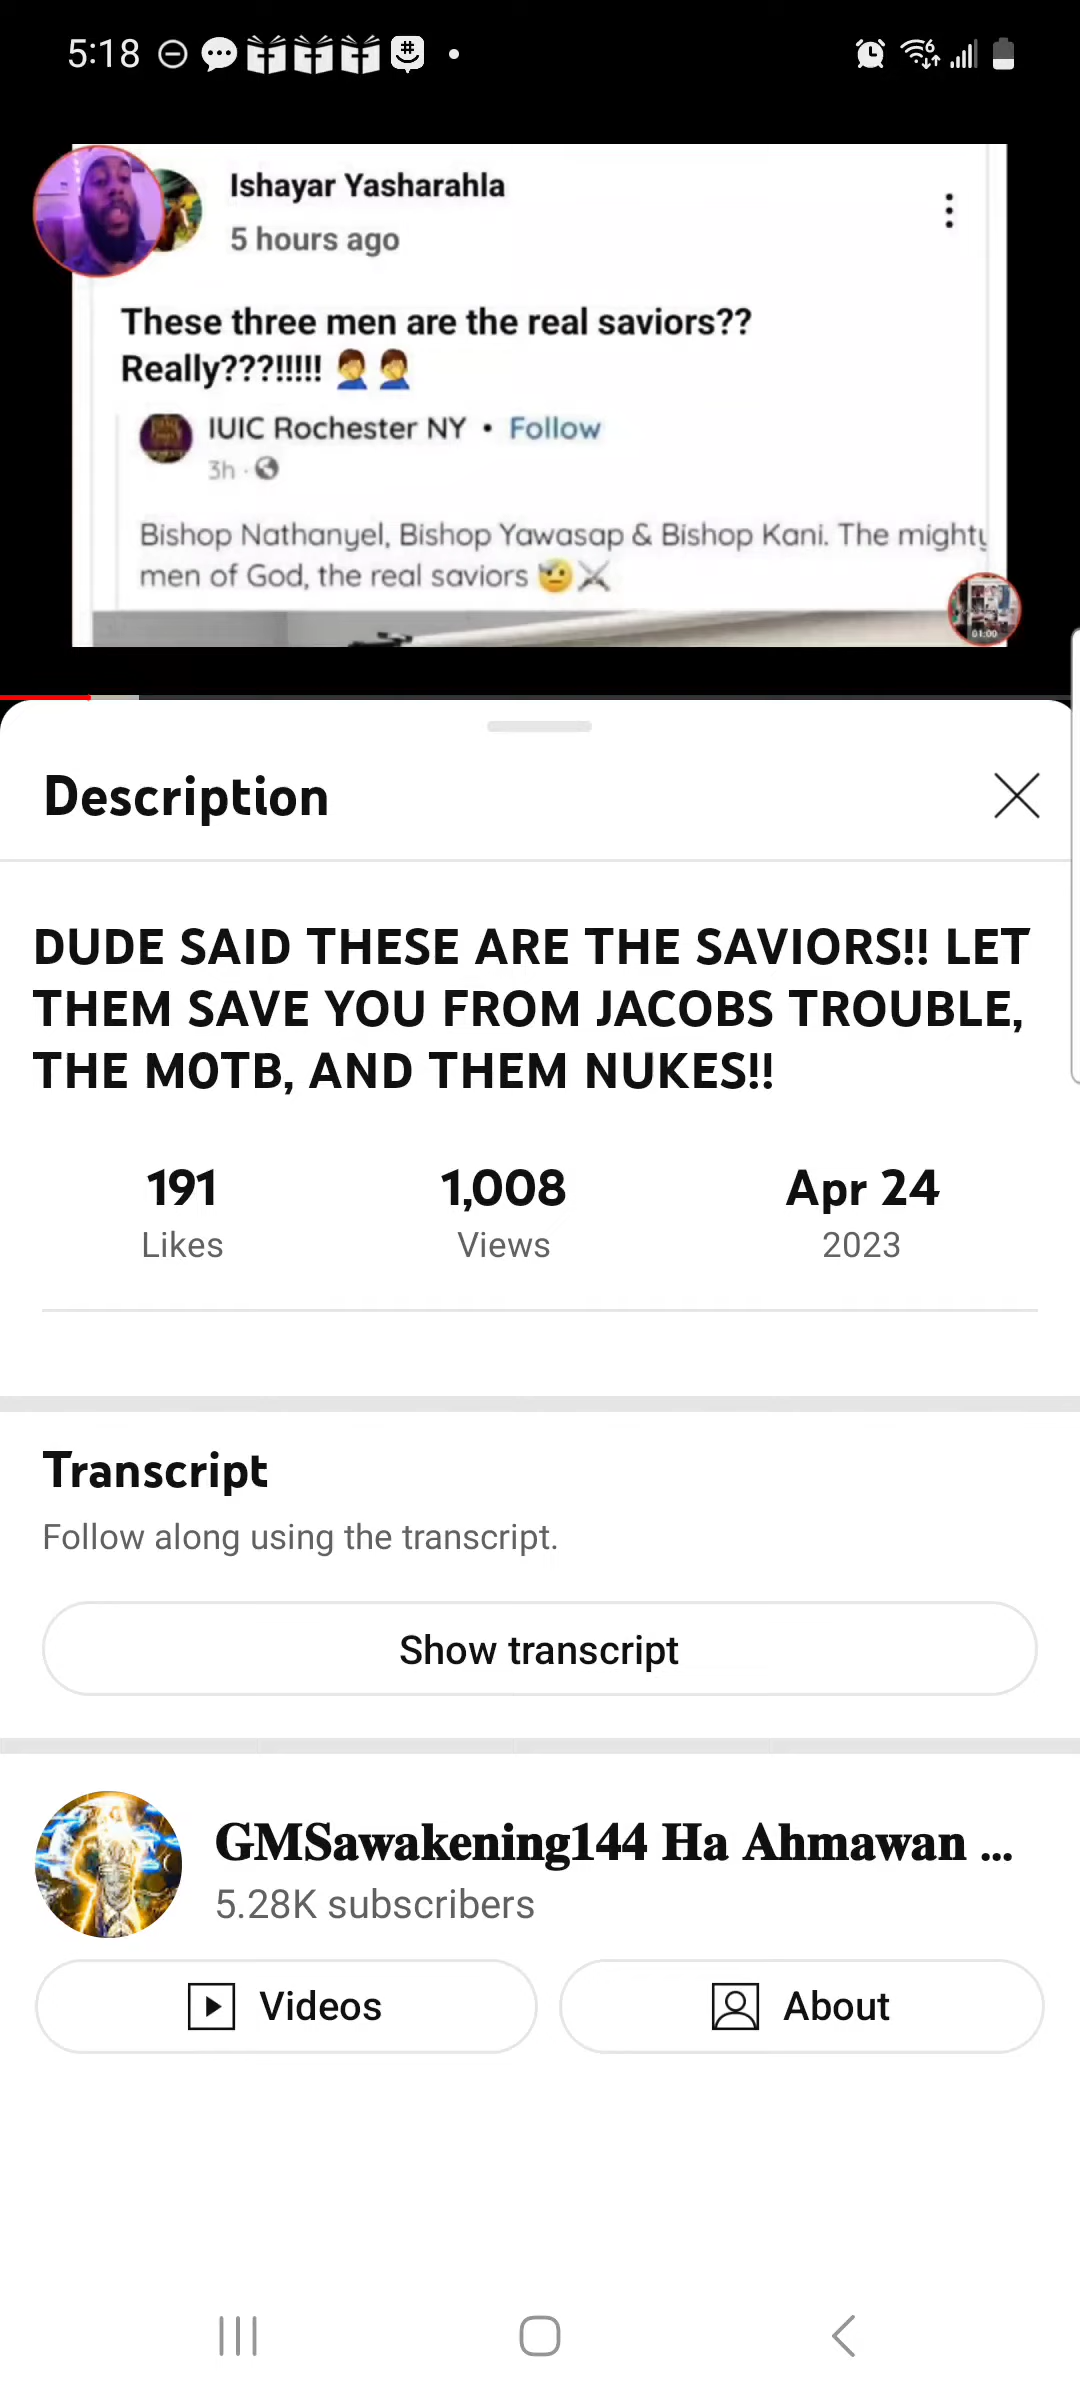 5:18
Ishayar Yasharahla
5 hours ago
These three men are the real saviors??
Really???!!!!! 🤦‍♂️🤦‍♂️
IUIC Rochester NY • Follow
3h ·
Bishop Nathanyel, Bishop Yawasap & Bishop Kani. The mighty
men of God, the real saviors 🫡⚔
01:00
Description
DUDE SAID THESE ARE THE SAVIORS!! LET
THEM SAVE YOU FROM JACOBS TROUBLE,
THE MOTB, AND THEM NUKES!!
191 1,008 Apr 24
Likes Views 2023
Transcript
Follow along using the transcript.
Show transcript
GMSawakening144 Ha Ahmawan ...
5.28K subscribers
Videos About